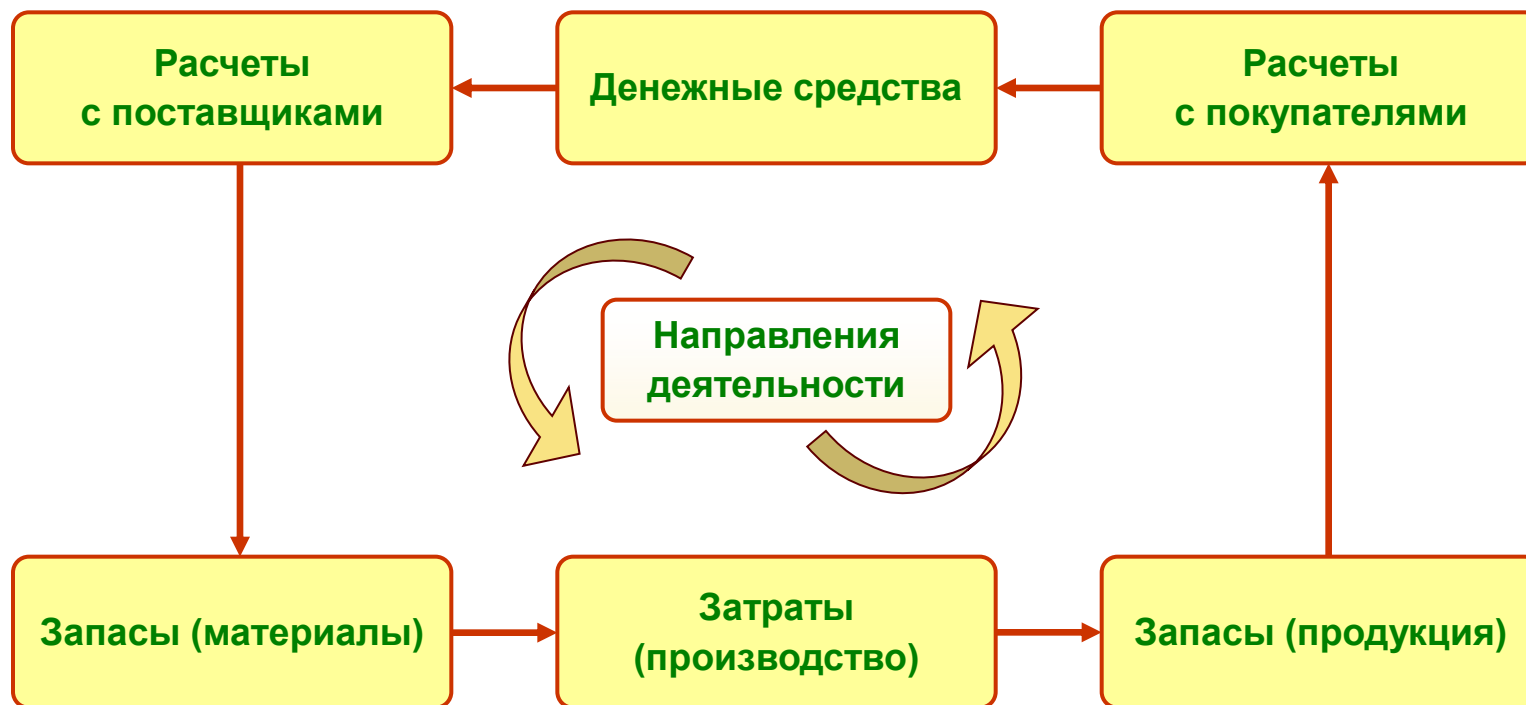 Расчеты
с поставщиками
Денежные средства
Расчеты
с покупателями
Направления
деятельности
Запасы (материалы)
Затраты
(производство)
Запасы (продукция)